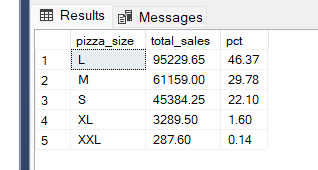 Results Messages
pizza_size total_sales pct
1 L 95229.65 46.37
2 M 61159.00 29.78
3 S 45384.25 22.10
4 XL 3289.50 1.60
5 XXL 287.60 0.14